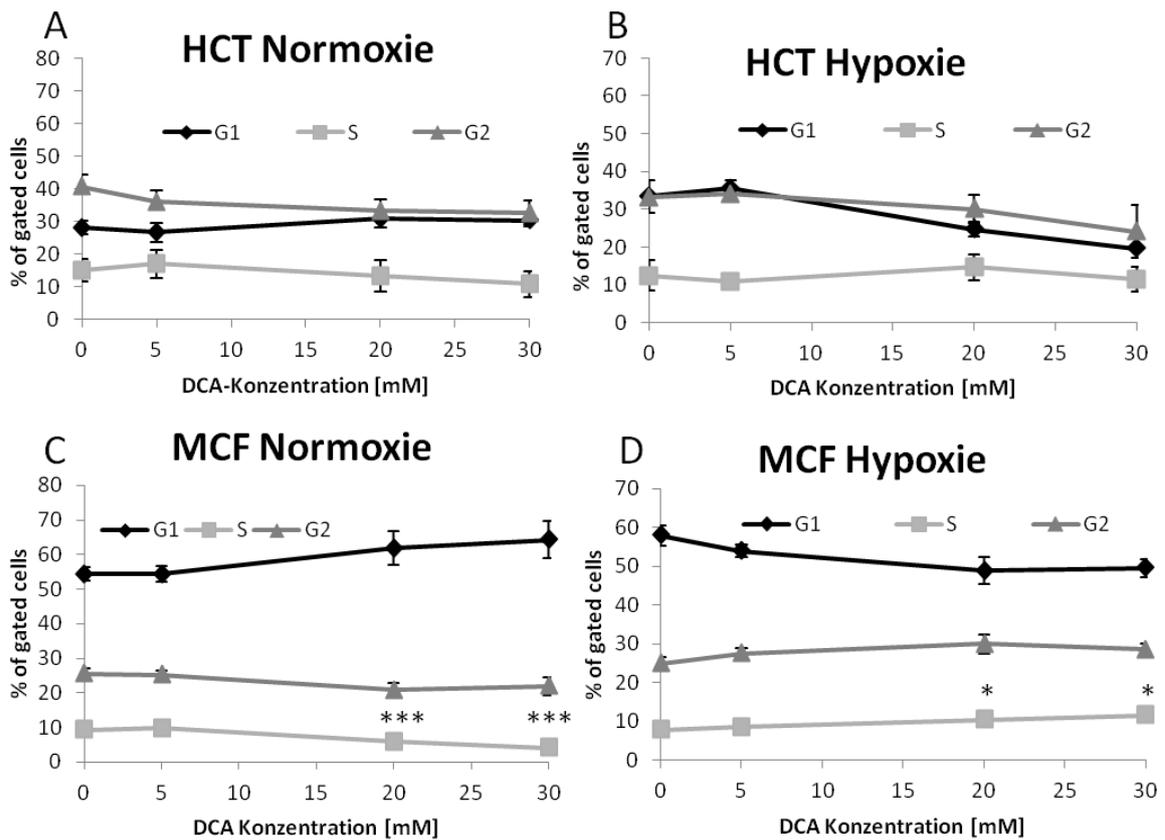 A
HCT Normoxie
80
70
60
50
40
30
20
10
0
% of gated cells
G1 S G2
0 5 10 15 20 25 30
DCA-Konzentration [mM]
B
HCT Hypoxie
70
60
50
40
30
20
10
0
% of gated cells
G1 S G2
0 5 10 15 20 25 30
DCA Konzentration [mM]
C
MCF Normoxie
80
70
60
50
40
30
20
10
0
% of gated cells
G1 S G2
*** ***
0 5 10 15 20 25 30
DCA Konzentration [mM]
D
MCF Hypoxie
70
60
50
40
30
20
10
0
% of gated cells
G1 S G2
* *
0 5 10 15 20 25 30
DCA Konzentration [mM]